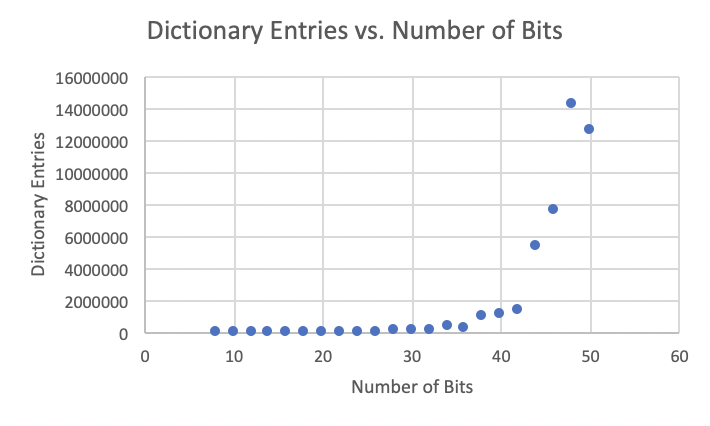 Dictionary Entries vs. Number of Bits
16000000
14000000
12000000
10000000
8000000
6000000
4000000
2000000
0
Dictionary Entries
0 10 20 30 40 50 60
Number of Bits